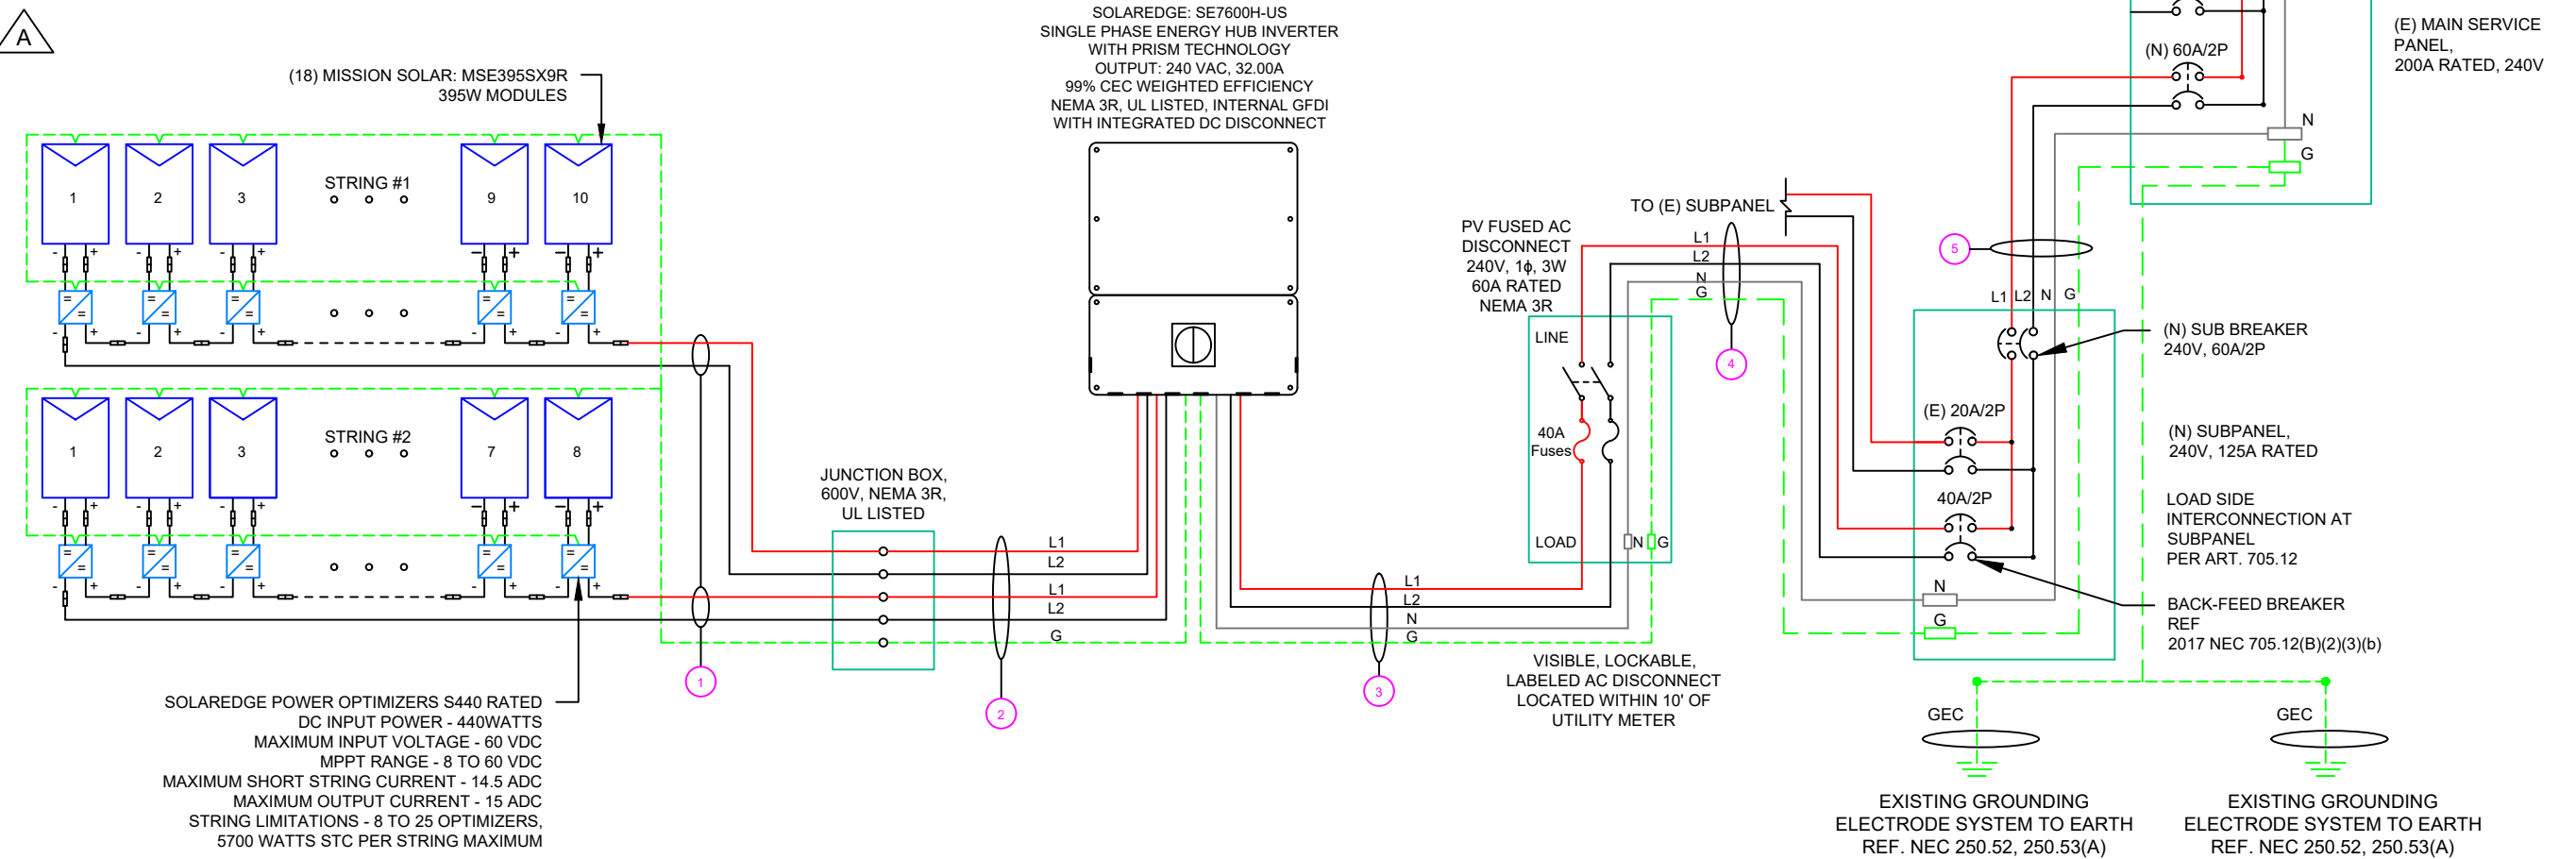 A
(18) MISSION SOLAR: MSE395SX9R
395W MODULES
STRING #1
1
2
3
9
10
- + - + - + - + - +
= = = = = = = = = =
- + - + - + - + - +
STRING #2
1
2
3
7
8
- + - + - + - + - +
= = = = = = = = = =
- + - + - + - + - +
SOLAREDGE POWER OPTIMIZERS S440 RATED
DC INPUT POWER - 440WATTS
MAXIMUM INPUT VOLTAGE - 60 VDC
MPPT RANGE - 8 TO 60 VDC
MAXIMUM SHORT STRING CURRENT - 14.5 ADC
MAXIMUM OUTPUT CURRENT - 15 ADC
STRING LIMITATIONS - 8 TO 25 OPTIMIZERS,
5700 WATTS STC PER STRING MAXIMUM
1
JUNCTION BOX,
600V, NEMA 3R,
UL LISTED
L1
L2
L1
L2
G
2
SOLAREDGE: SE7600H-US
SINGLE PHASE ENERGY HUB INVERTER
WITH PRISM TECHNOLOGY
OUTPUT: 240 VAC, 32.00A
99% CEC WEIGHTED EFFICIENCY
NEMA 3R, UL LISTED, INTERNAL GFDI
WITH INTEGRATED DC DISCONNECT
L1
L2
N
G
3
PV FUSED AC
DISCONNECT
240V, 1ϕ, 3W
60A RATED
NEMA 3R
LINE
40A
Fuses
LOAD
N
G
VISIBLE, LOCKABLE,
LABELED AC DISCONNECT
LOCATED WITHIN 10' OF
UTILITY METER
TO (E) SUBPANEL
L1
L2
N
G
4
(N) 60A/2P
N
G
(E) MAIN SERVICE
PANEL,
200A RATED, 240V
5
L1 L2 N G
(N) SUB BREAKER
240V, 60A/2P
(E) 20A/2P
(N) SUBPANEL,
240V, 125A RATED
40A/2P
LOAD SIDE
INTERCONNECTION AT
SUBPANEL
PER ART. 705.12
N
G
BACK-FEED BREAKER
REF
2017 NEC 705.12(B)(2)(3)(b)
GEC
EXISTING GROUNDING
ELECTRODE SYSTEM TO EARTH
REF. NEC 250.52, 250.53(A)
GEC
EXISTING GROUNDING
ELECTRODE SYSTEM TO EARTH
REF. NEC 250.52, 250.53(A)